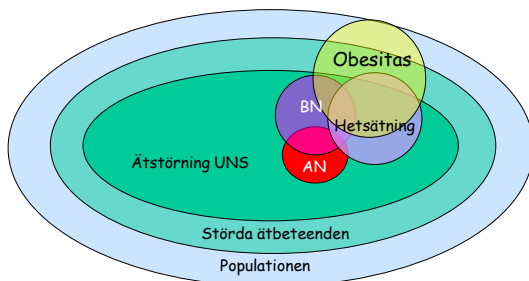 Obesitas
BN
Hetsätning
Ätstörning UNS
AN
Störda ätbeteenden
Populationen